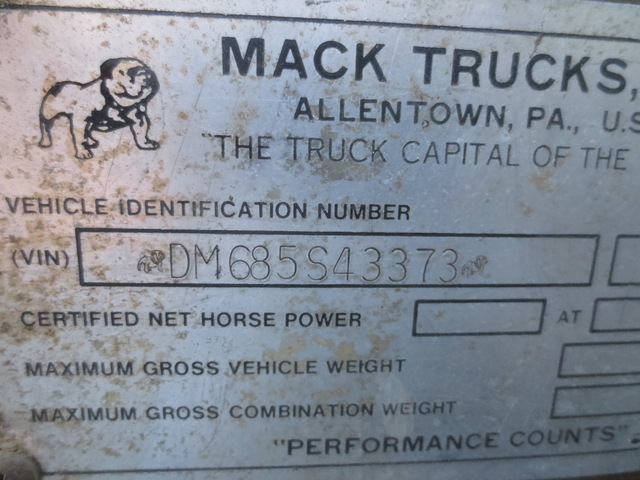 MACK TRUCKS,
ALLENTOWN, PA., U.S
"THE TRUCK CAPITAL OF THE
VEHICLE IDENTIFICATION NUMBER
(VIN) DM685S43373
CERTIFIED NET HORSE POWER AT
MAXIMUM GROSS VEHICLE WEIGHT
MAXIMUM GROSS COMBINATION WEIGHT
"PERFORMANCE COUNTS"